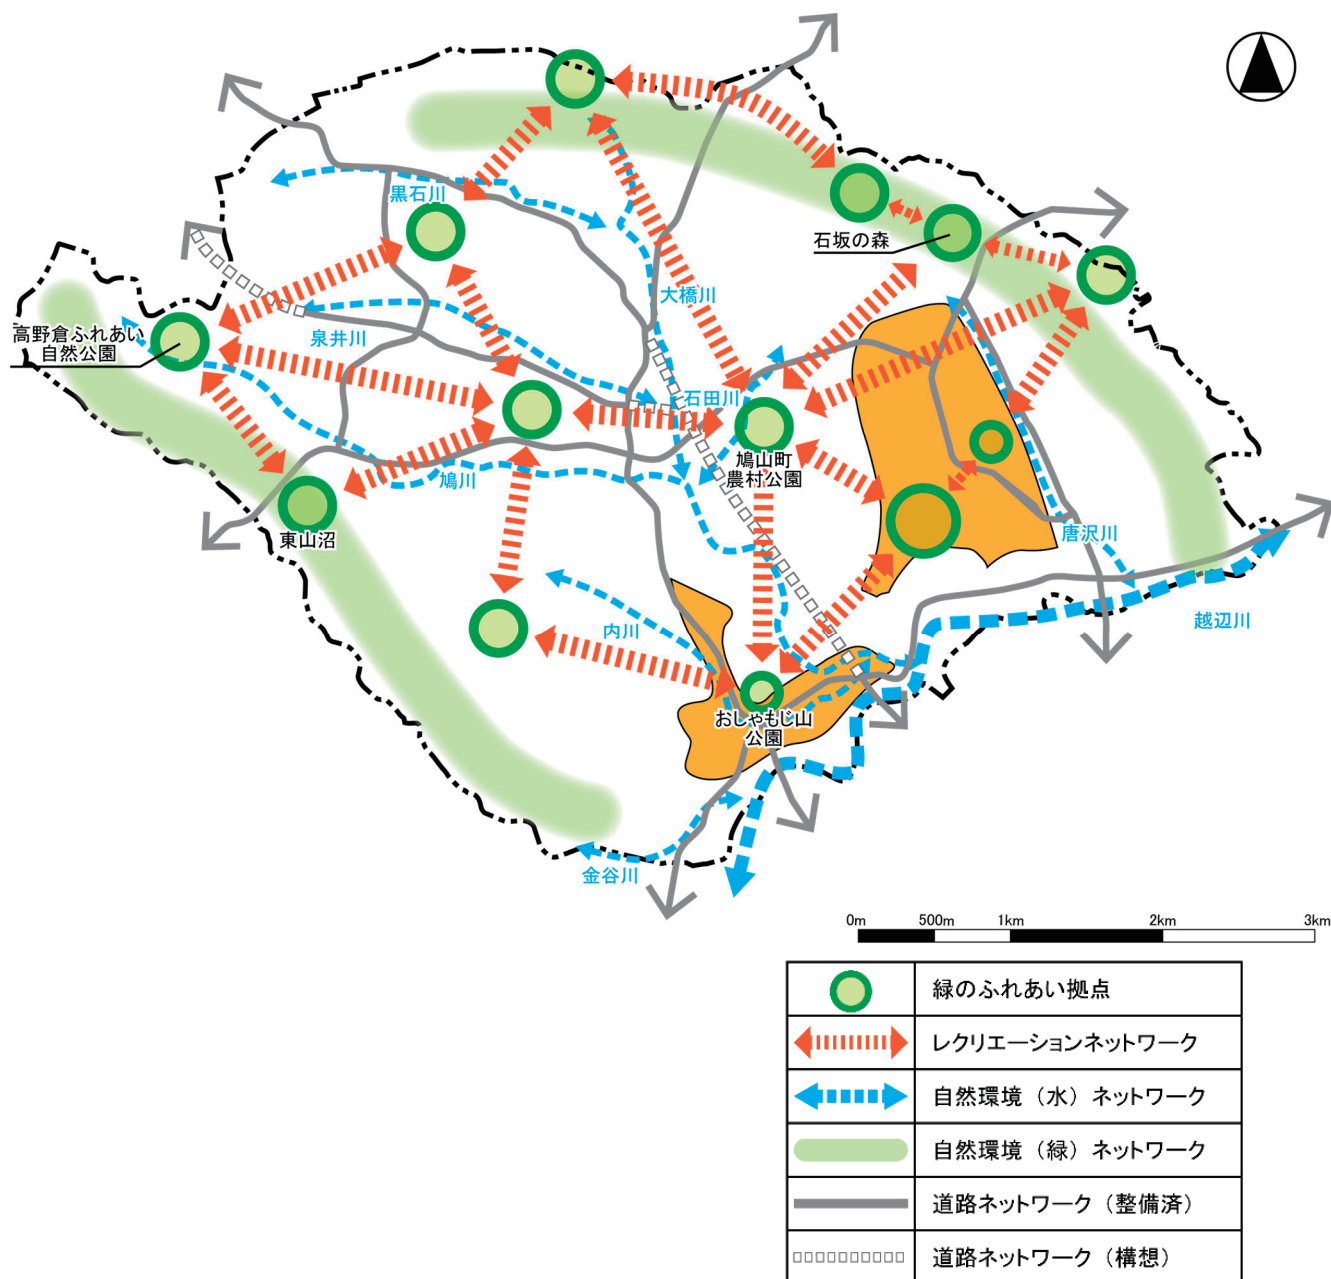 黒石川
石坂の森
大橋川
高野倉ふれあい
自然公園
泉井川
石田川
鳩山町
農村公園
鳩川
東山沼
唐沢川
内川
越辺川
おしゃもじ山
公園
金谷川
0m
500m
1km
2km
3km
緑のふれあい拠点
レクリエーションネットワーク
自然環境（水）ネットワーク
自然環境（緑）ネットワーク
道路ネットワーク（整備済）
道路ネットワーク（構想）